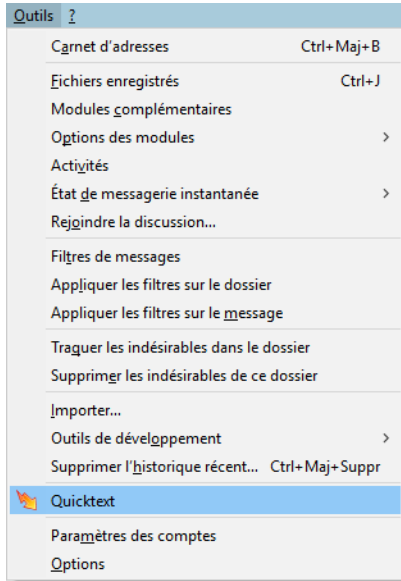 Outils ?
Carnet d'adresses Ctrl+Maj+B
Fichiers enregistrés Ctrl+J
Modules complémentaires
Options des modules
Activités
État de messagerie instantanée
Rejoindre la discussion...
Filtres de messages
Appliquer les filtres sur le dossier
Appliquer les filtres sur le message
Traquer les indésirables dans le dossier
Supprimer les indésirables de ce dossier
Importer...
Outils de développement
Supprimer l'historique récent... Ctrl+Maj+Suppr
Quicktext
Paramètres des comptes
Options